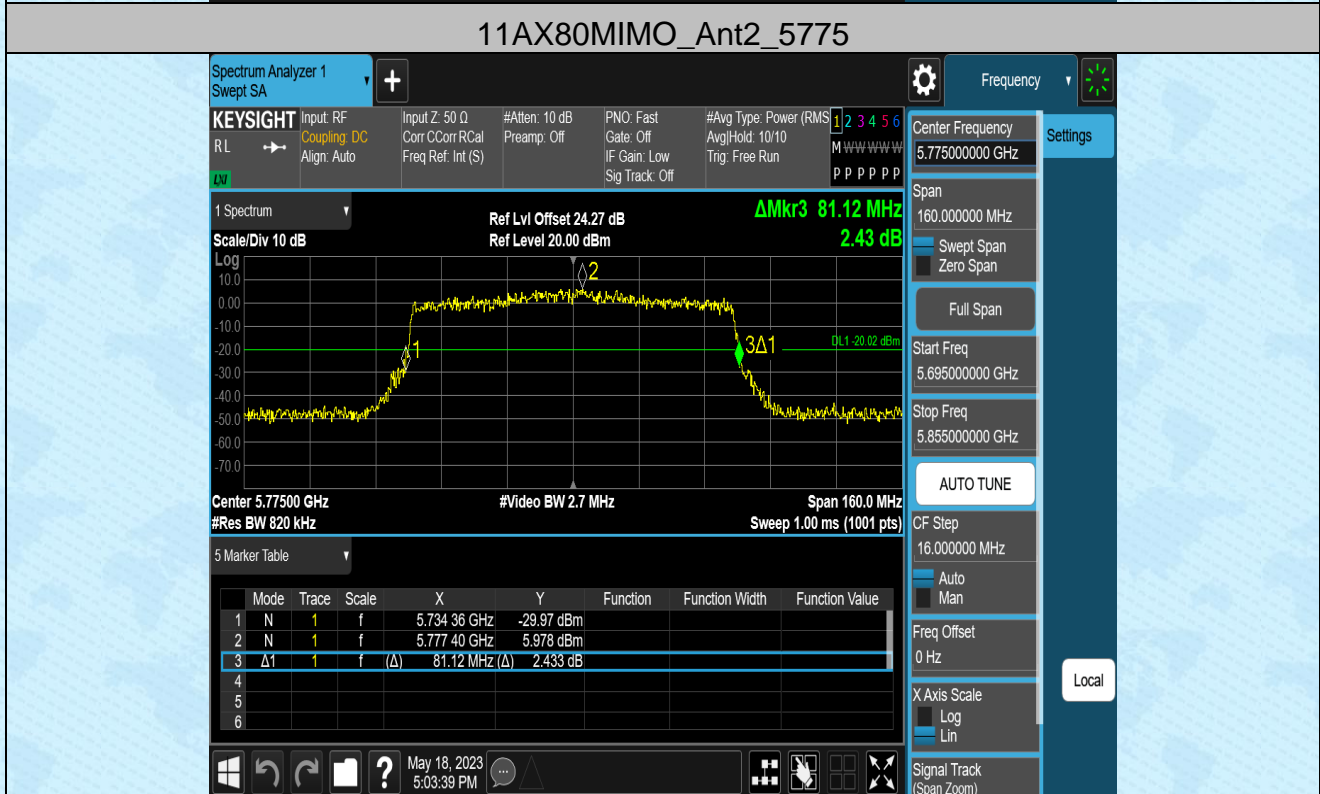 11AX80MIMO_Ant2_5775
Spectrum Analyzer 1
Swept SA
Frequency
KEYSIGHT
RL
LXI
Input: RF
Coupling: DC
Align: Auto
Input Z: 50 Ω
Corr CCorr RCal
Freq Ref: Int (S)
#Atten: 10 dB
Preamp: Off
PNO: Fast
Gate: Off
IF Gain: Low
Sig Track: Off
#Avg Type: Power (RMS
Avg|Hold: 10/10
Trig: Free Run
1 2 3 4 5 6
M W W W W W
P P P P P P
1 Spectrum
Scale/Div 10 dB
Ref Lvl Offset 24.27 dB
Ref Level 20.00 dBm
ΔMkr3 81.12 MHz
2.43 dB
Log
10.0
0.00
-10.0
-20.0
-30.0
-40.0
-50.0
-60.0
-70.0
2
1
3Δ1
DL1 -20.02 dBm
Center 5.77500 GHz
#Video BW 2.7 MHz
Span 160.0 MHz
#Res BW 820 kHz
Sweep 1.00 ms (1001 pts)
5 Marker Table
Mode Trace Scale X Y Function Function Width Function Value
1 N 1 f 5.734 36 GHz -29.97 dBm
2 N 1 f 5.777 40 GHz 5.978 dBm
3 Δ1 1 f (Δ) 81.12 MHz (Δ) 2.433 dB
4
5
6
May 18, 2023
5:03:39 PM
Center Frequency
5.775000000 GHz
Settings
Span
160.000000 MHz
Swept Span
Zero Span
Full Span
Start Freq
5.695000000 GHz
Stop Freq
5.855000000 GHz
AUTO TUNE
CF Step
16.000000 MHz
Auto
Man
Freq Offset
0 Hz
X Axis Scale
Log
Lin
Local
Signal Track
(Span Zoom)